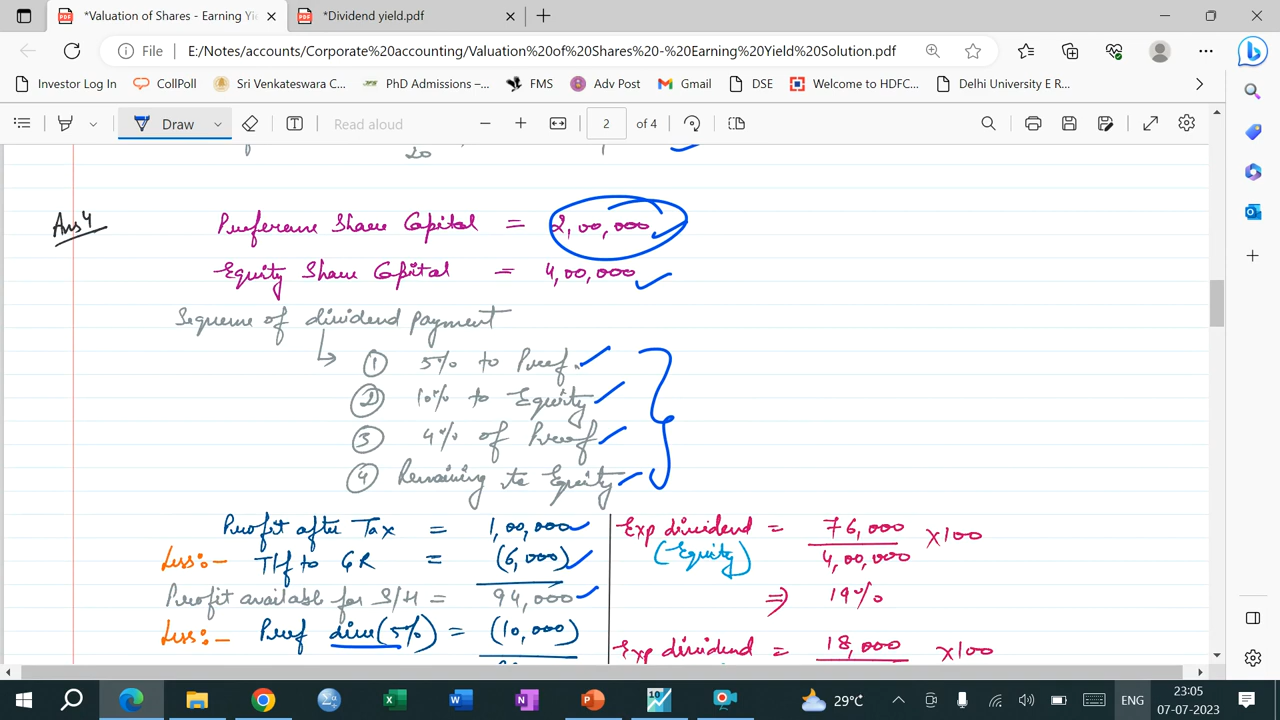 *Valuation of Shares - Earning Yi
*Dividend yield.pdf
File E:/Notes/accounts/Corporate%20accounting/Valuation%20of%20Shares%20-%20Earning%20Yield%20Solution.pdf
Investor Log In CollPoll Sri Venkateswara C... PhD Admissions –... FMS Adv Post Gmail DSE Welcome to HDFC... Delhi University E R...
Draw Read aloud 2 of 4
20
Ans 4 Preference Share Capital = 2,00,000
Equity Share Capital = 4,00,000
Sequence of dividend payment
① 5% to Pref.
② 10% to Equity
③ 4% of Pref
④ Remaining to Equity
Profit after Tax = 1,00,000
Less:- T/f to GR = (6,000)
Profit available for S/H = 94,000
Less:- Pref div(5%) = (10,000)
Exp dividend = 76,000 / 4,00,000 ×100
(Equity)
⇒ 19%
Exp dividend = 18,000 ×100
29°C ENG 23:05
07-07-2023